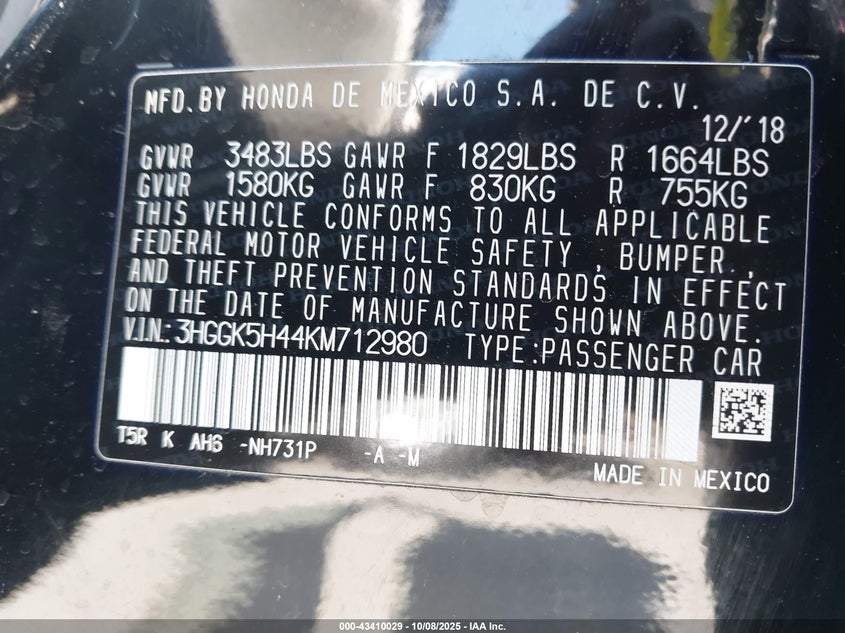 MFD.BY HONDA DE MEXICO S.A. DE C.V.
12/'18
GVWR 3483LBS GAWR F 1829LBS R 1664LBS
GVWR 1580KG GAWR F 830KG R 755KG
THIS VEHICLE CONFORMS TO ALL APPLICABLE
FEDERAL MOTOR VEHICLE SAFETY , BUMPER ,
AND THEFT PREVENTION STANDARDS IN EFFECT
ON THE DATE OF MANUFACTURE SHOWN ABOVE.
V.I.N.:3HGGK5H44KM712980 TYPE:PASSENGER CAR
T5R K AH6 -NH731P -A -M
MADE IN MEXICO
000-43410029 - 10/08/2025 - IAA Inc.